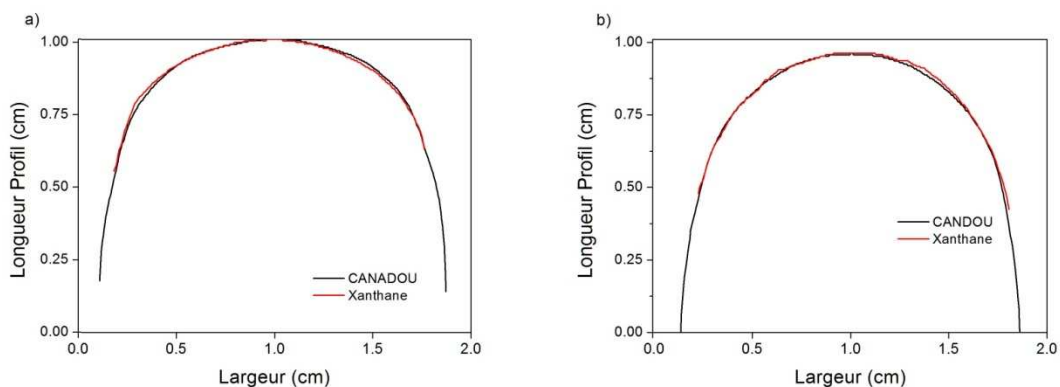 a)
Longueur Profil (cm)
1.00
0.75
0.50
0.25
0.00
CANADOU
Xanthane
0.0 0.5 1.0 1.5 2.0
Largeur (cm)
b)
Longueur Profil (cm)
1.00
0.75
0.50
0.25
0.00
CANDOU
Xanthane
0.0 0.5 1.0 1.5 2.0
Largeur (cm)